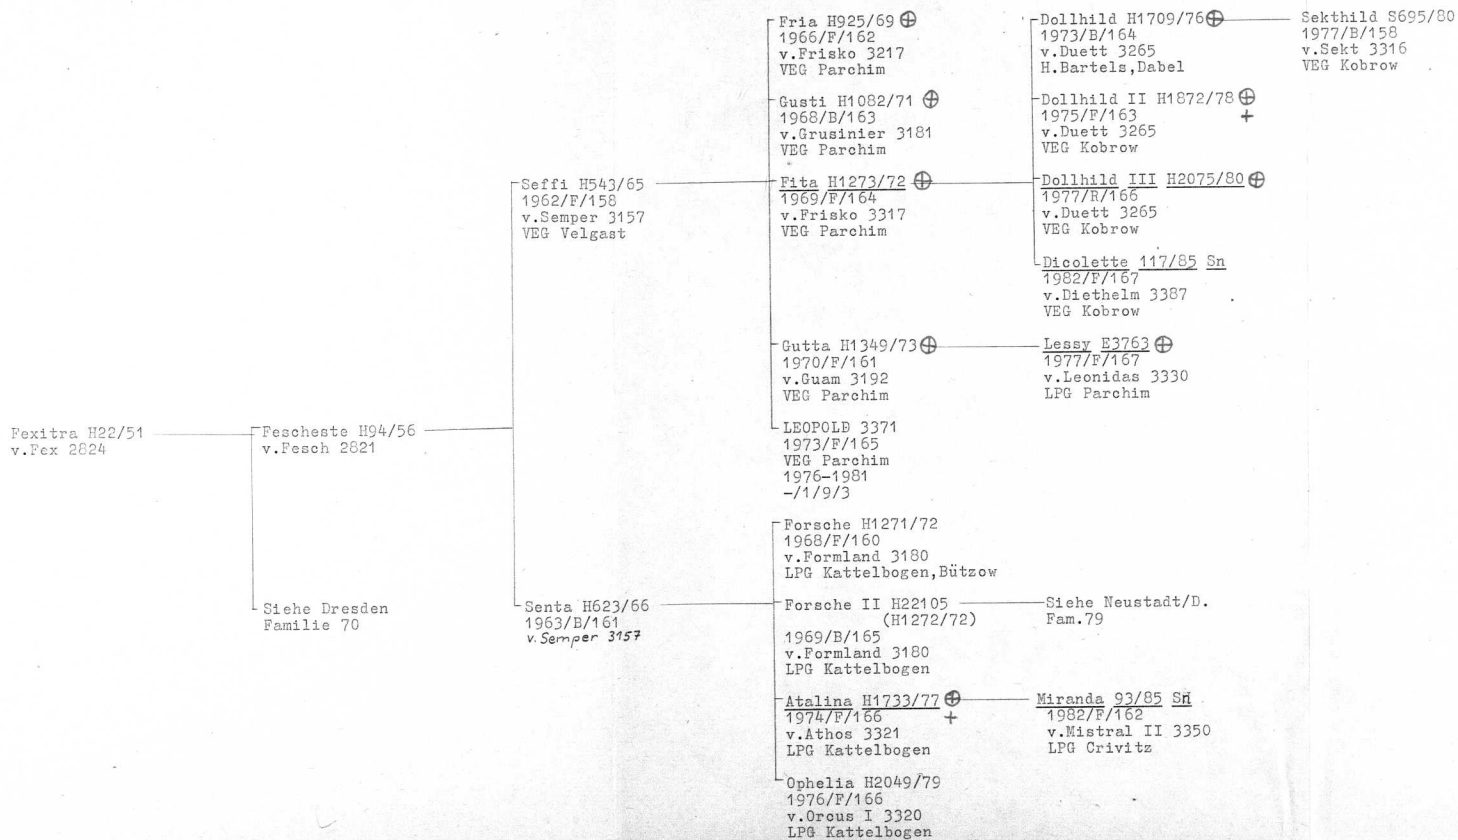 Fexitra H22/51
v.Fex 2824
Fescheste H94/56
v.Fesch 2821
Siehe Dresden
Familie 70
Seffi H543/65
1962/F/158
v.Semper 3157
VEG Velgast
Senta H623/66
1963/B/161
v. Semper 3157
Fria H925/69 ⊕
1966/F/162
v.Frisko 3217
VEG Parchim
Gusti H1082/71 ⊕
1968/B/163
v.Grusinier 3181
VEG Parchim
Fita H1273/72 ⊕
1969/F/164
v.Frisko 3317
VEG Parchim
Gutta H1349/73 ⊕
1970/F/161
v.Guam 3192
VEG Parchim
LEOPOLD 3371
1973/F/165
VEG Parchim
1976-1981
-/1/9/3
Forsche H1271/72
1968/F/160
v.Formland 3180
LPG Kattelbogen,Bützow
Forsche II H22105
(H1272/72)
1969/B/165
v.Formland 3180
LPG Kattelbogen
Atalina H1733/77 ⊕
1974/F/166 +
v.Athos 3321
LPG Kattelbogen
Ophelia H2049/79
1976/F/166
v.Orcus I 3320
LPG Kattelbogen
Dollhild H1709/76 ⊕
1973/B/164
v.Duett 3265
H.Bartels,Dabel
Dollhild II H1872/78 ⊕
1975/F/163 +
v.Duett 3265
VEG Kobrow
Dollhild III H2075/80 ⊕
1977/R/166
v.Duett 3265
VEG Kobrow
Dicolette 117/85 Sn
1982/F/167
v.Diethelm 3387
VEG Kobrow
Lessy E3763 ⊕
1977/F/167
v.Leonidas 3330
LPG Parchim
Siehe Neustadt/D.
Fam.79
Miranda 93/85 Sn
1982/F/162
v.Mistral II 3350
LPG Crivitz
Sekthild S695/80
1977/B/158
v.Sekt 3316
VEG Kobrow